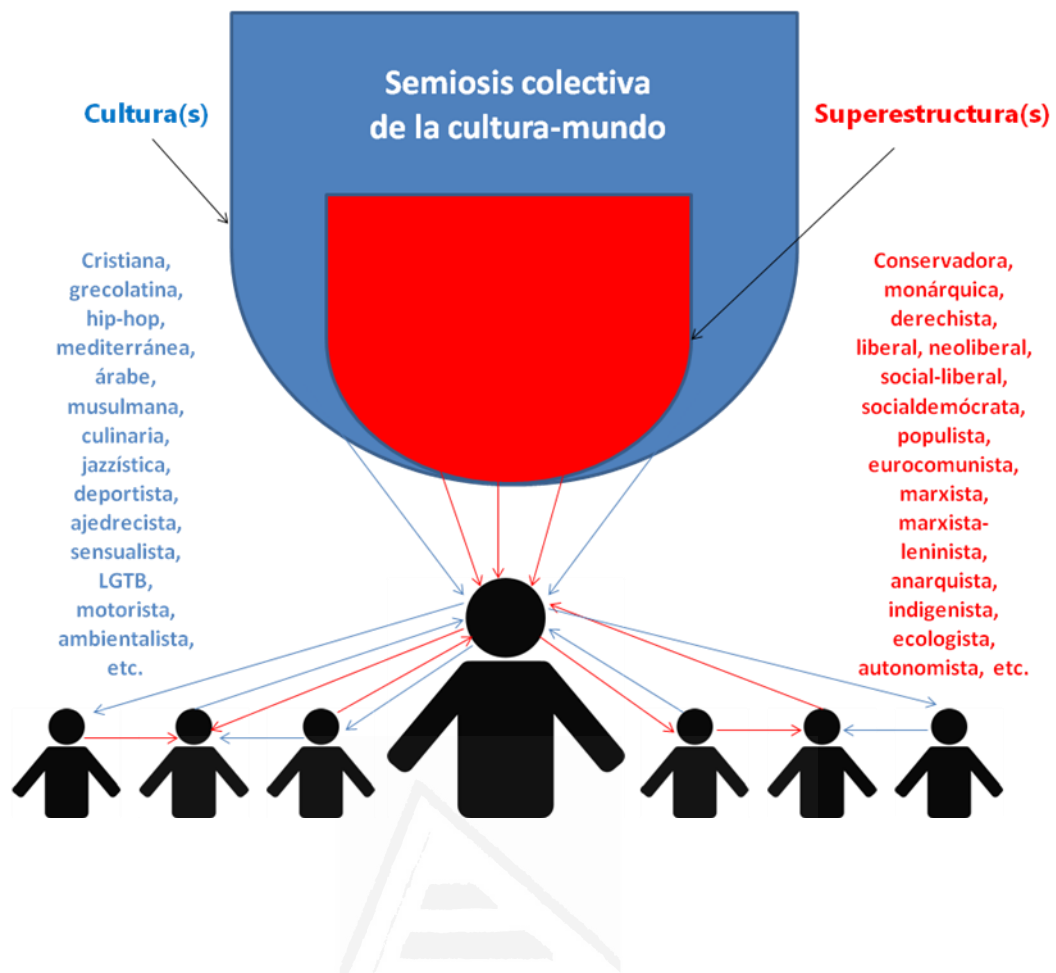 Semiosis colectiva
de la cultura-mundo
Cultura(s)
Superestructura(s)
Cristiana,
grecolatina,
hip-hop,
mediterránea,
árabe,
musulmana,
culinaria,
jazzística,
deportista,
ajedrecista,
sensualista,
LGTB,
motorista,
ambientalista,
etc.
Conservadora,
monárquica,
derechista,
liberal, neoliberal,
social-liberal,
socialdemócrata,
populista,
eurocomunista,
marxista,
marxista-
leninista,
anarquista,
indigenista,
ecologista,
autonomista, etc.